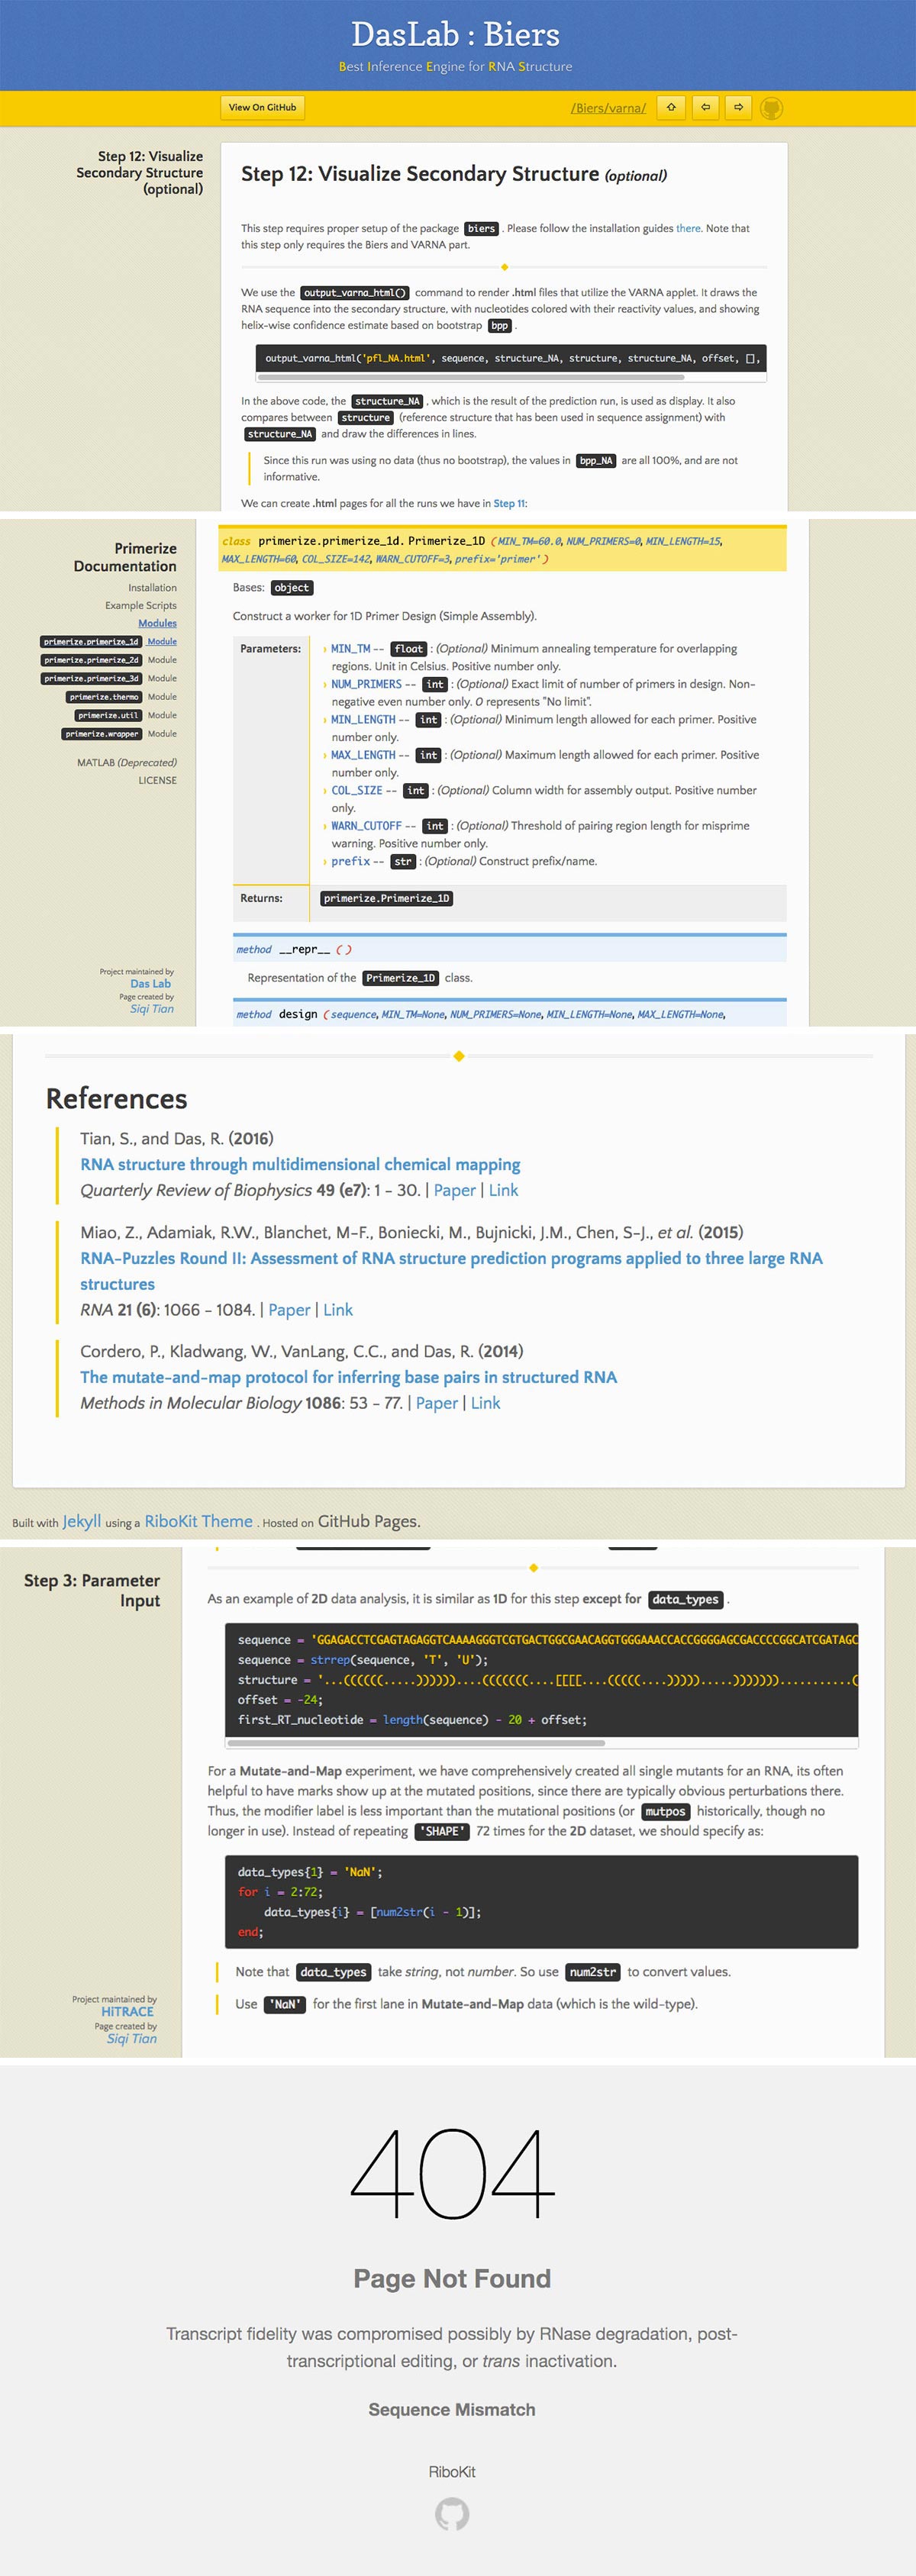 DasLab : Biers
Best Inference Engine for RNA Structure
View On GitHub
/Biers/varna/
Step 12: Visualize
Secondary Structure
(optional)
Step 12: Visualize Secondary Structure (optional)
This step requires proper setup of the package biers . Please follow the installation guides there. Note that
this step only requires the Biers and VARNA part.
We use the output_varna_html() command to render .html files that utilize the VARNA applet. It draws the
RNA sequence into the secondary structure, with nucleotides colored with their reactivity values, and showing
helix-wise confidence estimate based on bootstrap bpp .
output_varna_html('pfl_NA.html', sequence, structure_NA, structure, structure_NA, offset, [],
In the above code, the structure_NA , which is the result of the prediction run, is used as display. It also
compares between structure (reference structure that has been used in sequence assignment) with
structure_NA and draw the differences in lines.
Since this run was using no data (thus no bootstrap), the values in bpp_NA are all 100%, and are not
informative.
We can create .html pages for all the runs we have in Step 11:
Primerize
Documentation
Installation
Example Scripts
Modules
primerize.primerize_1d Module
primerize.primerize_2d Module
primerize.primerize_3d Module
primerize.thermo Module
primerize.util Module
primerize.wrapper Module
MATLAB (Deprecated)
LICENSE
Project maintained by
Das Lab
Page created by
Siqi Tian
class primerize.primerize_1d. Primerize_1D (MIN_TM=60.0, NUM_PRIMERS=0, MIN_LENGTH=15,
MAX_LENGTH=60, COL_SIZE=142, WARN_CUTOFF=3, prefix='primer')
Bases: object
Construct a worker for 1D Primer Design (Simple Assembly).
Parameters:
› MIN_TM -- float : (Optional) Minimum annealing temperature for overlapping
regions. Unit in Celsius. Positive number only.
› NUM_PRIMERS -- int : (Optional) Exact limit of number of primers in design. Non-
negative even number only. 0 represents "No limit".
› MIN_LENGTH -- int : (Optional) Minimum length allowed for each primer. Positive
number only.
› MAX_LENGTH -- int : (Optional) Maximum length allowed for each primer. Positive
number only.
› COL_SIZE -- int : (Optional) Column width for assembly output. Positive number
only.
› WARN_CUTOFF -- int : (Optional) Threshold of pairing region length for misprime
warning. Positive number only.
› prefix -- str : (Optional) Construct prefix/name.
Returns: primerize.Primerize_1D
method __repr__ ()
Representation of the Primerize_1D class.
method design (sequence, MIN_TM=None, NUM_PRIMERS=None, MIN_LENGTH=None, MAX_LENGTH=None,
References
Tian, S., and Das, R. (2016)
RNA structure through multidimensional chemical mapping
Quarterly Review of Biophysics 49 (e7): 1 - 30. | Paper | Link
Miao, Z., Adamiak, R.W., Blanchet, M-F., Boniecki, M., Bujnicki, J.M., Chen, S-J., et al. (2015)
RNA-Puzzles Round II: Assessment of RNA structure prediction programs applied to three large RNA
structures
RNA 21 (6): 1066 - 1084. | Paper | Link
Cordero, P., Kladwang, W., VanLang, C.C., and Das, R. (2014)
The mutate-and-map protocol for inferring base pairs in structured RNA
Methods in Molecular Biology 1086: 53 - 77. | Paper | Link
Built with Jekyll using a RiboKit Theme . Hosted on GitHub Pages.
Step 3: Parameter
Input
Project maintained by
HiTRACE
Page created by
Siqi Tian
As an example of 2D data analysis, it is similar as 1D for this step except for data_types .
sequence = 'GGAGACCTCGAGTAGAGGTCAAAAGGGTCGTGACTGGCGAACAGGTGGGAAACCACCGGGGAGCGACCCCGGCATCGATAGC
sequence = strrep(sequence, 'T', 'U');
structure = '...((((((.....))))))....(((((((....[[[[....(((((....))))).....)))))))...........(
offset = -24;
first_RT_nucleotide = length(sequence) - 20 + offset;
For a Mutate-and-Map experiment, we have comprehensively created all single mutants for an RNA, its often
helpful to have marks show up at the mutated positions, since there are typically obvious perturbations there.
Thus, the modifier label is less important than the mutational positions (or mutpos historically, though no
longer in use). Instead of repeating 'SHAPE' 72 times for the 2D dataset, we should specify as:
data_types{1} = 'NaN';
for i = 2:72;
data_types{i} = [num2str(i - 1)];
end;
Note that data_types take string, not number. So use num2str to convert values.
Use 'NaN' for the first lane in Mutate-and-Map data (which is the wild-type).
404
Page Not Found
Transcript fidelity was compromised possibly by RNase degradation, post-
transcriptional editing, or trans inactivation.
Sequence Mismatch
RiboKit